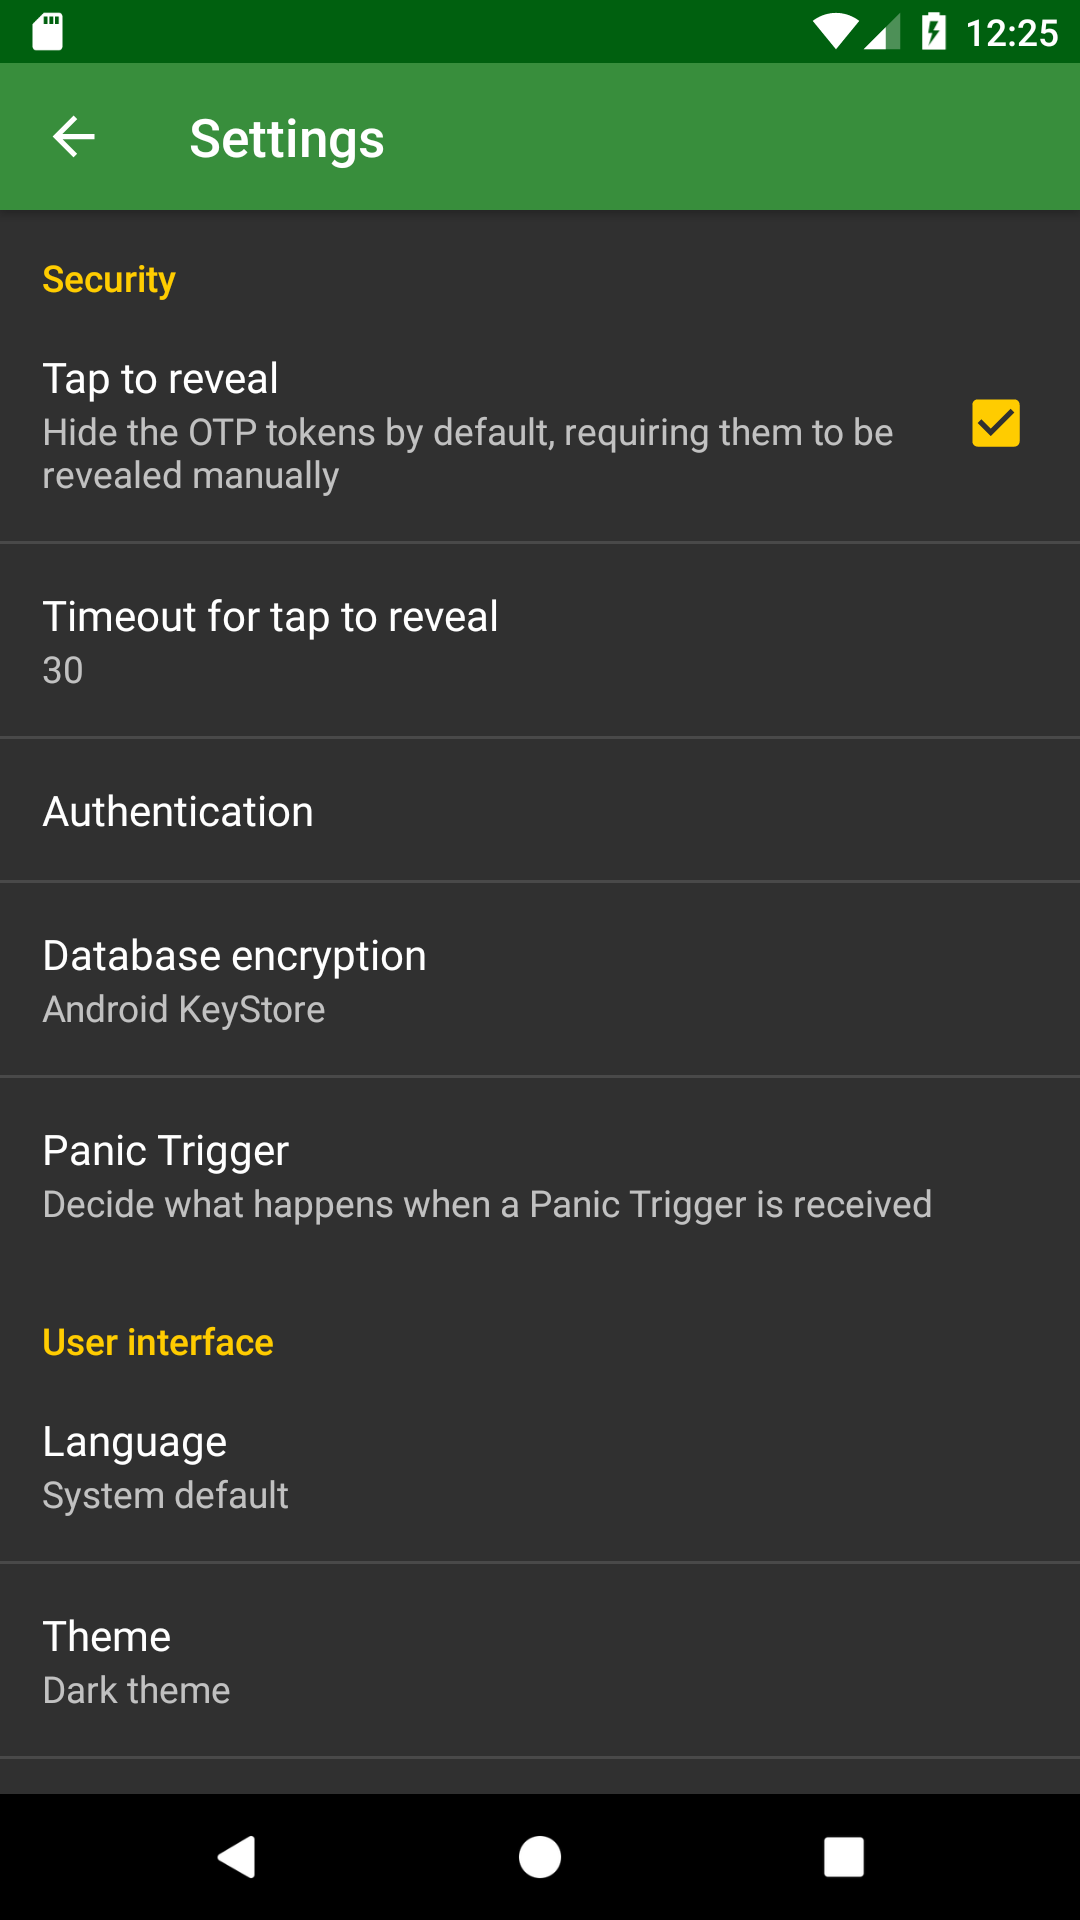 12:25
Settings
Security
Tap to reveal
Hide the OTP tokens by default, requiring them to be
revealed manually
Timeout for tap to reveal
30
Authentication
Database encryption
Android KeyStore
Panic Trigger
Decide what happens when a Panic Trigger is received
User interface
Language
System default
Theme
Dark theme